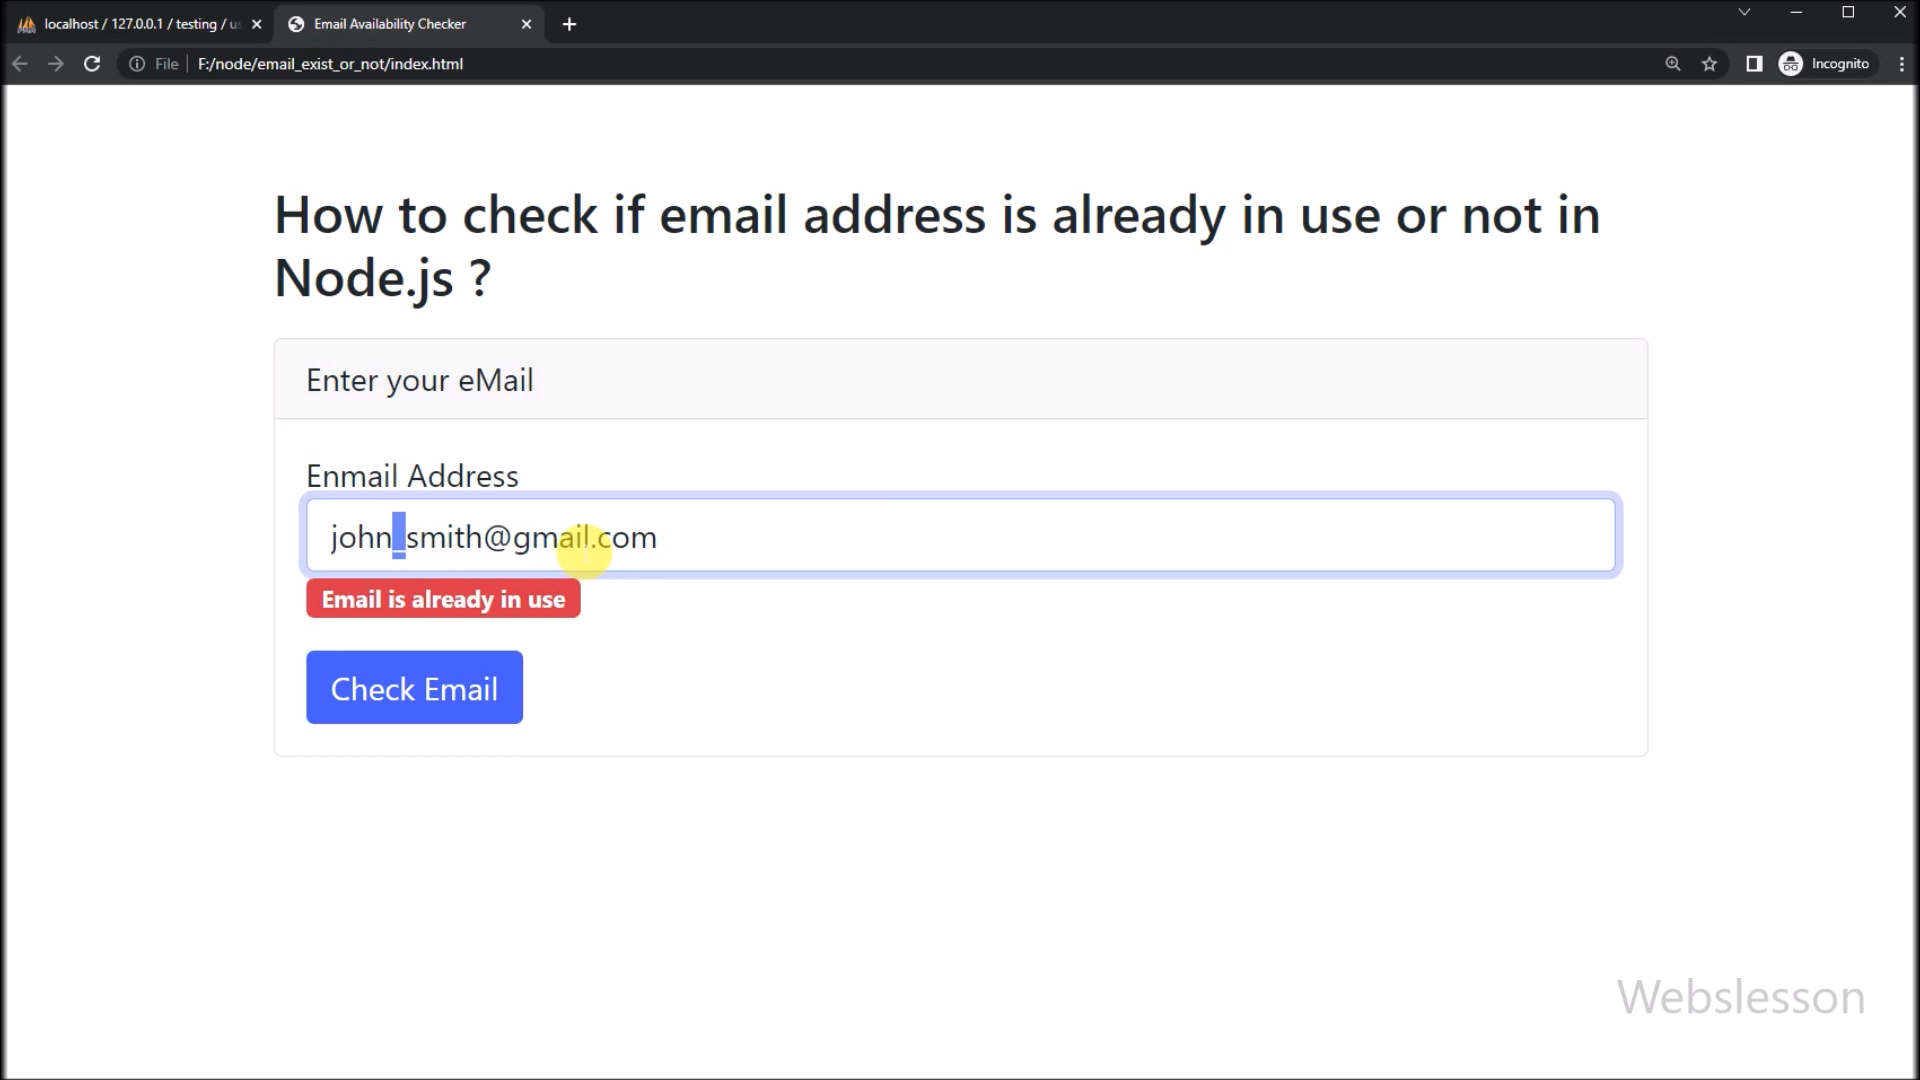 localhost / 127.0.0.1 / testing / us
Email Availability Checker
File
F:/node/email_exist_or_not/index.html
Incognito
How to check if email address is already in use or not in
Node.js ?
Enter your eMail
Enmail Address
john_smith@gmail.com
Email is already in use
Check Email
Webslesson